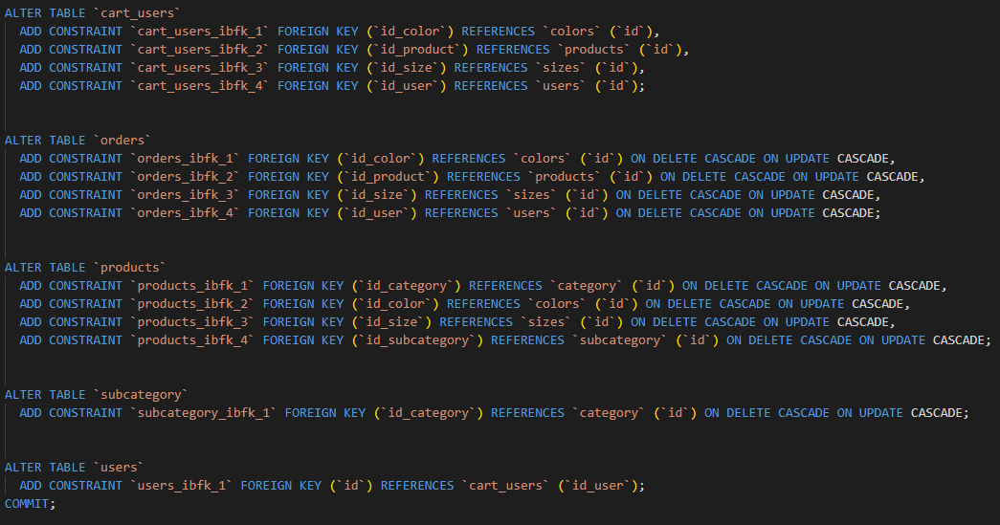 ALTER TABLE `cart_users`
  ADD CONSTRAINT `cart_users_ibfk_1` FOREIGN KEY (`id_color`) REFERENCES `colors` (`id`),
  ADD CONSTRAINT `cart_users_ibfk_2` FOREIGN KEY (`id_product`) REFERENCES `products` (`id`),
  ADD CONSTRAINT `cart_users_ibfk_3` FOREIGN KEY (`id_size`) REFERENCES `sizes` (`id`),
  ADD CONSTRAINT `cart_users_ibfk_4` FOREIGN KEY (`id_user`) REFERENCES `users` (`id`);
ALTER TABLE `orders`
  ADD CONSTRAINT `orders_ibfk_1` FOREIGN KEY (`id_color`) REFERENCES `colors` (`id`) ON DELETE CASCADE ON UPDATE CASCADE,
  ADD CONSTRAINT `orders_ibfk_2` FOREIGN KEY (`id_product`) REFERENCES `products` (`id`) ON DELETE CASCADE ON UPDATE CASCADE,
  ADD CONSTRAINT `orders_ibfk_3` FOREIGN KEY (`id_size`) REFERENCES `sizes` (`id`) ON DELETE CASCADE ON UPDATE CASCADE,
  ADD CONSTRAINT `orders_ibfk_4` FOREIGN KEY (`id_user`) REFERENCES `users` (`id`) ON DELETE CASCADE ON UPDATE CASCADE;
ALTER TABLE `products`
  ADD CONSTRAINT `products_ibfk_1` FOREIGN KEY (`id_category`) REFERENCES `category` (`id`) ON DELETE CASCADE ON UPDATE CASCADE,
  ADD CONSTRAINT `products_ibfk_2` FOREIGN KEY (`id_color`) REFERENCES `colors` (`id`) ON DELETE CASCADE ON UPDATE CASCADE,
  ADD CONSTRAINT `products_ibfk_3` FOREIGN KEY (`id_size`) REFERENCES `sizes` (`id`) ON DELETE CASCADE ON UPDATE CASCADE,
  ADD CONSTRAINT `products_ibfk_4` FOREIGN KEY (`id_subcategory`) REFERENCES `subcategory` (`id`) ON DELETE CASCADE ON UPDATE CASCADE;
ALTER TABLE `subcategory`
  ADD CONSTRAINT `subcategory_ibfk_1` FOREIGN KEY (`id_category`) REFERENCES `category` (`id`) ON DELETE CASCADE ON UPDATE CASCADE;
ALTER TABLE `users`
  ADD CONSTRAINT `users_ibfk_1` FOREIGN KEY (`id`) REFERENCES `cart_users` (`id_user`);
COMMIT;